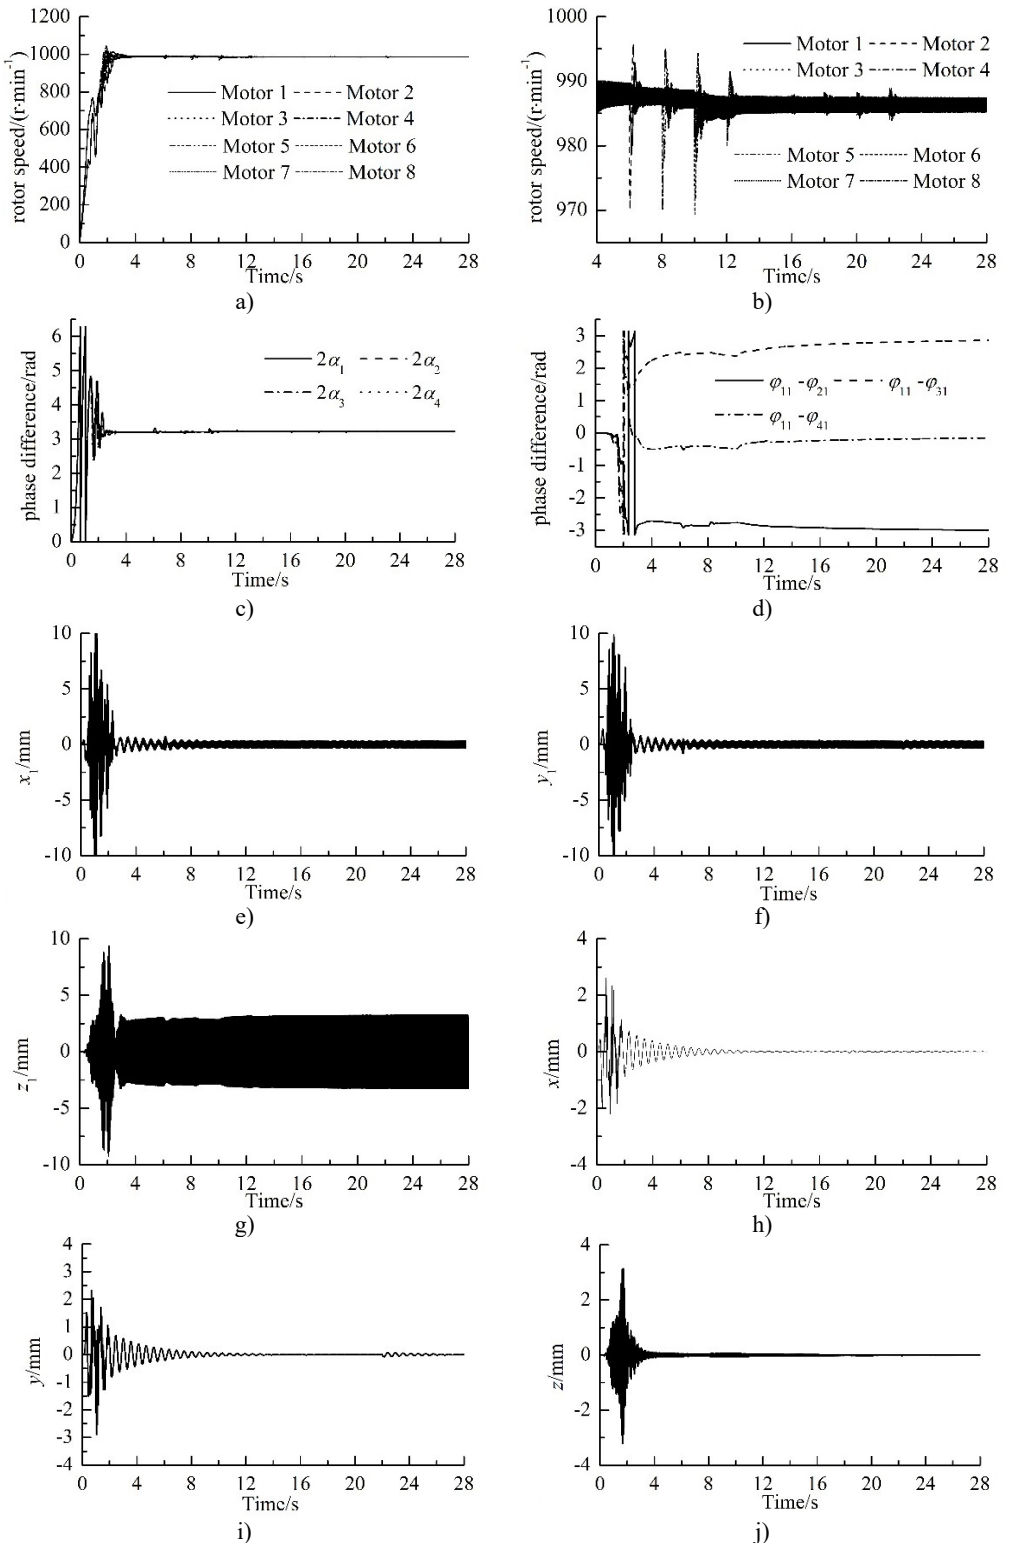 1200
1000
800
600
400
200
0
rotor speed/(r·min⁻¹)
Motor 1 Motor 2
Motor 3 Motor 4
Motor 5 Motor 6
Motor 7 Motor 8
0 4 8 12 16 20 24 28
Time/s
a)
1000
990
980
970
rotor speed/(r·min⁻¹)
Motor 1 Motor 2
Motor 3 Motor 4
Motor 5 Motor 6
Motor 7 Motor 8
4 8 12 16 20 24 28
Time/s
b)
6
5
4
3
2
1
0
phase difference/rad
2α₁ 2α₂
2α₃ 2α₄
0 4 8 12 16 20 24 28
Time/s
c)
3
2
1
0
-1
-2
-3
phase difference/rad
φ₁₁ -φ₂₁ φ₁₁ -φ₃₁
φ₁₁ -φ₄₁
0 4 8 12 16 20 24 28
Time/s
d)
10
5
0
-5
-10
x₁/mm
0 4 8 12 16 20 24 28
Time/s
e)
10
5
0
-5
-10
y₁/mm
0 4 8 12 16 20 24 28
Time/s
f)
10
5
0
-5
-10
z₁/mm
0 4 8 12 16 20 24 28
Time/s
g)
4
2
0
-2
-4
x/mm
0 4 8 12 16 20 24 28
Time/s
h)
4
3
2
1
0
-1
-2
-3
-4
y/mm
0 4 8 12 16 20 24 28
Time/s
i)
4
2
0
-2
-4
z/mm
0 4 8 12 16 20 24 28
Time/s
j)